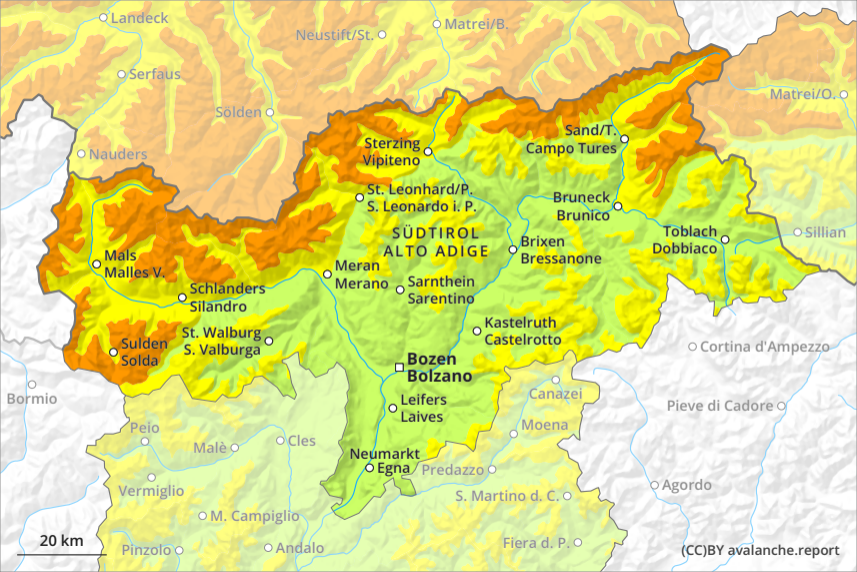 Landeck
Matrei/B.
Neustift/St.
Serfaus
Matrei/O.
Sölden
Sand/T.
Campo Tures
Sterzing
Vipiteno
Nauders
St. Leonhard/P.
S. Leonardo i. P.
Bruneck
Brunico
SÜDTIROL
ALTO ADIGE
Toblach
Dobbiaco
Sillian
Brixen
Bressanone
Mals
Malles V.
Meran
Merano
Schlanders
Silandro
Sarnthein
Sarentino
Kastelruth
Castelrotto
St. Walburg
S. Valburga
Sulden
Solda
Cortina d'Ampezzo
Bozen
Bolzano
Bormio
Canazei
Leifers
Laives
Pieve di Cadore
Peio
Moena
Cles
Malè
Neumarkt
Egna
Predazzo
Vermiglio
Agordo
S. Martino d. C.
M. Campiglio
20 km
Pinzolo
Andalo
Fiera d. P.
(CC)BY avalanche.report